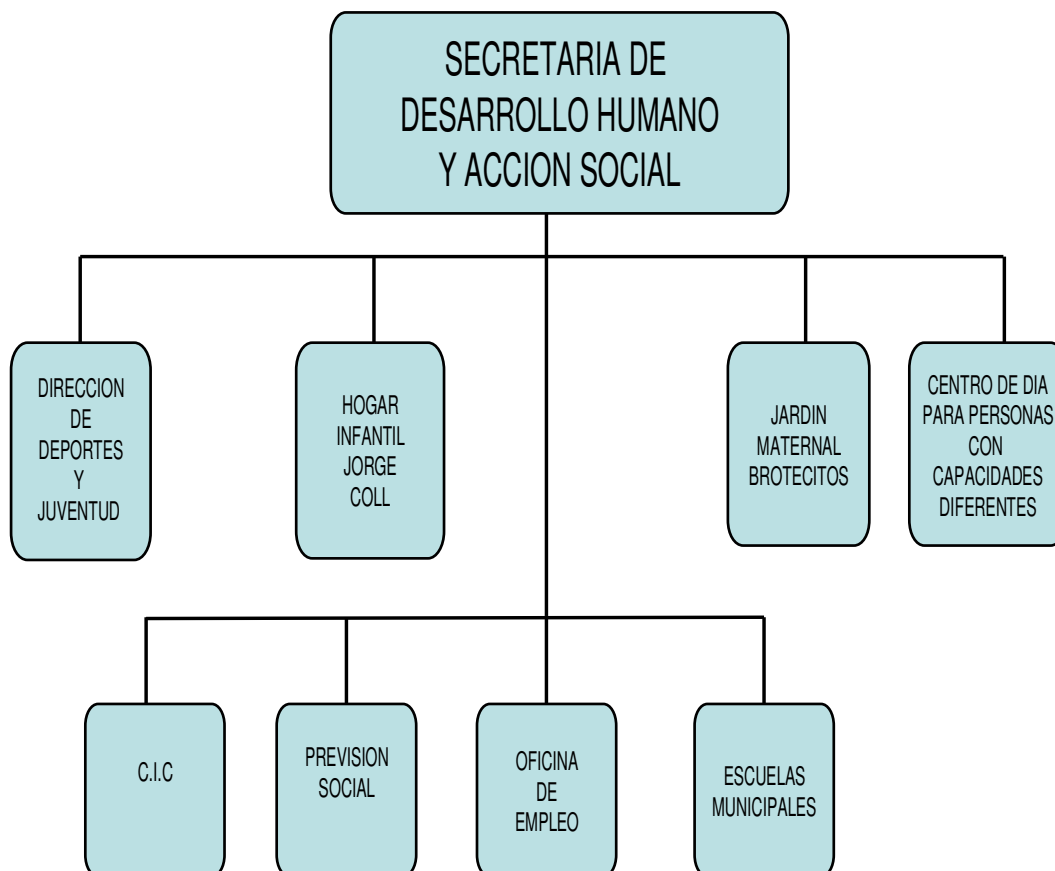 SECRETARIA DE
DESARROLLO HUMANO
Y ACCION SOCIAL
DIRECCION
DE
DEPORTES
Y
JUVENTUD
HOGAR
INFANTIL
JORGE
COLL
JARDIN
MATERNAL
BROTECITOS
CENTRO DE DIA
PARA PERSONAS
CON
CAPACIDADES
DIFERENTES
C.I.C
PREVISION
SOCIAL
OFICINA
DE
EMPLEO
ESCUELAS
MUNICIPALES